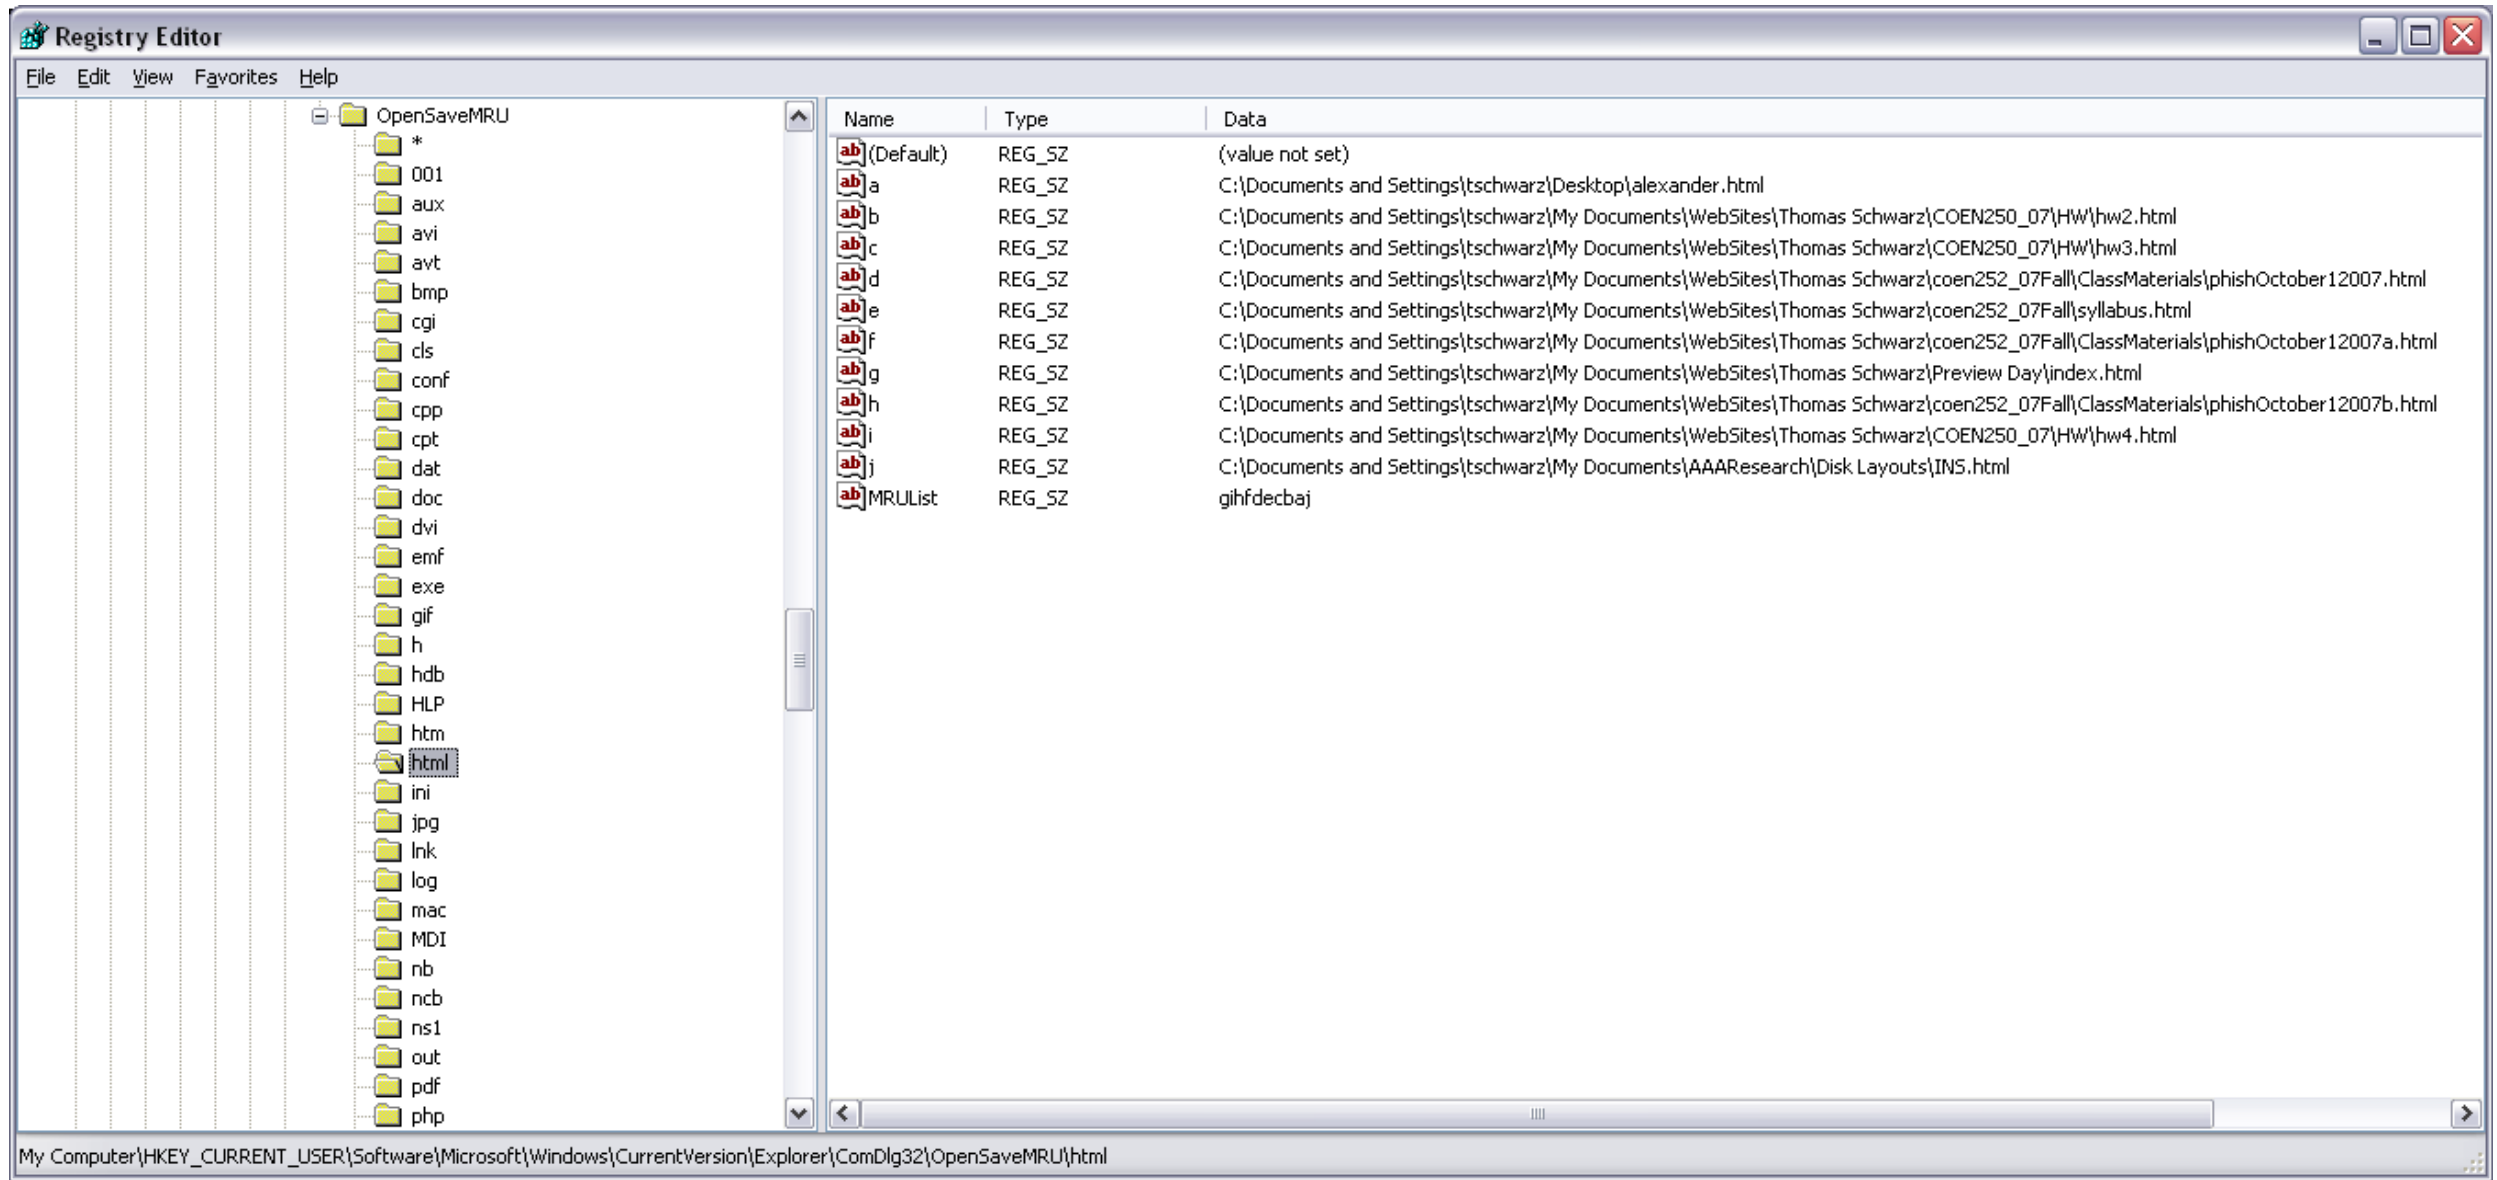 Registry Editor
File Edit View Favorites Help
OpenSaveMRU
*
001
aux
avi
avt
bmp
cgi
cls
conf
cpp
cpt
dat
doc
dvi
emf
exe
gif
h
hdb
HLP
htm
html
ini
jpg
lnk
log
mac
MDI
nb
ncb
ns1
out
pdf
php
Name Type Data
(Default) REG_SZ (value not set)
a REG_SZ C:\Documents and Settings\tschwarz\Desktop\alexander.html
b REG_SZ C:\Documents and Settings\tschwarz\My Documents\WebSites\Thomas Schwarz\COEN250_07\HW\hw2.html
c REG_SZ C:\Documents and Settings\tschwarz\My Documents\WebSites\Thomas Schwarz\COEN250_07\HW\hw3.html
d REG_SZ C:\Documents and Settings\tschwarz\My Documents\WebSites\Thomas Schwarz\coen252_07Fall\ClassMaterials\phishOctober12007.html
e REG_SZ C:\Documents and Settings\tschwarz\My Documents\WebSites\Thomas Schwarz\coen252_07Fall\syllabus.html
f REG_SZ C:\Documents and Settings\tschwarz\My Documents\WebSites\Thomas Schwarz\coen252_07Fall\ClassMaterials\phishOctober12007a.html
g REG_SZ C:\Documents and Settings\tschwarz\My Documents\WebSites\Thomas Schwarz\Preview Day\index.html
h REG_SZ C:\Documents and Settings\tschwarz\My Documents\WebSites\Thomas Schwarz\coen252_07Fall\ClassMaterials\phishOctober12007b.html
i REG_SZ C:\Documents and Settings\tschwarz\My Documents\WebSites\Thomas Schwarz\COEN250_07\HW\hw4.html
j REG_SZ C:\Documents and Settings\tschwarz\My Documents\AAAResearch\Disk Layouts\INS.html
MRUList REG_SZ gihfdecbaj
My Computer\HKEY_CURRENT_USER\Software\Microsoft\Windows\CurrentVersion\Explorer\ComDlg32\OpenSaveMRU\html